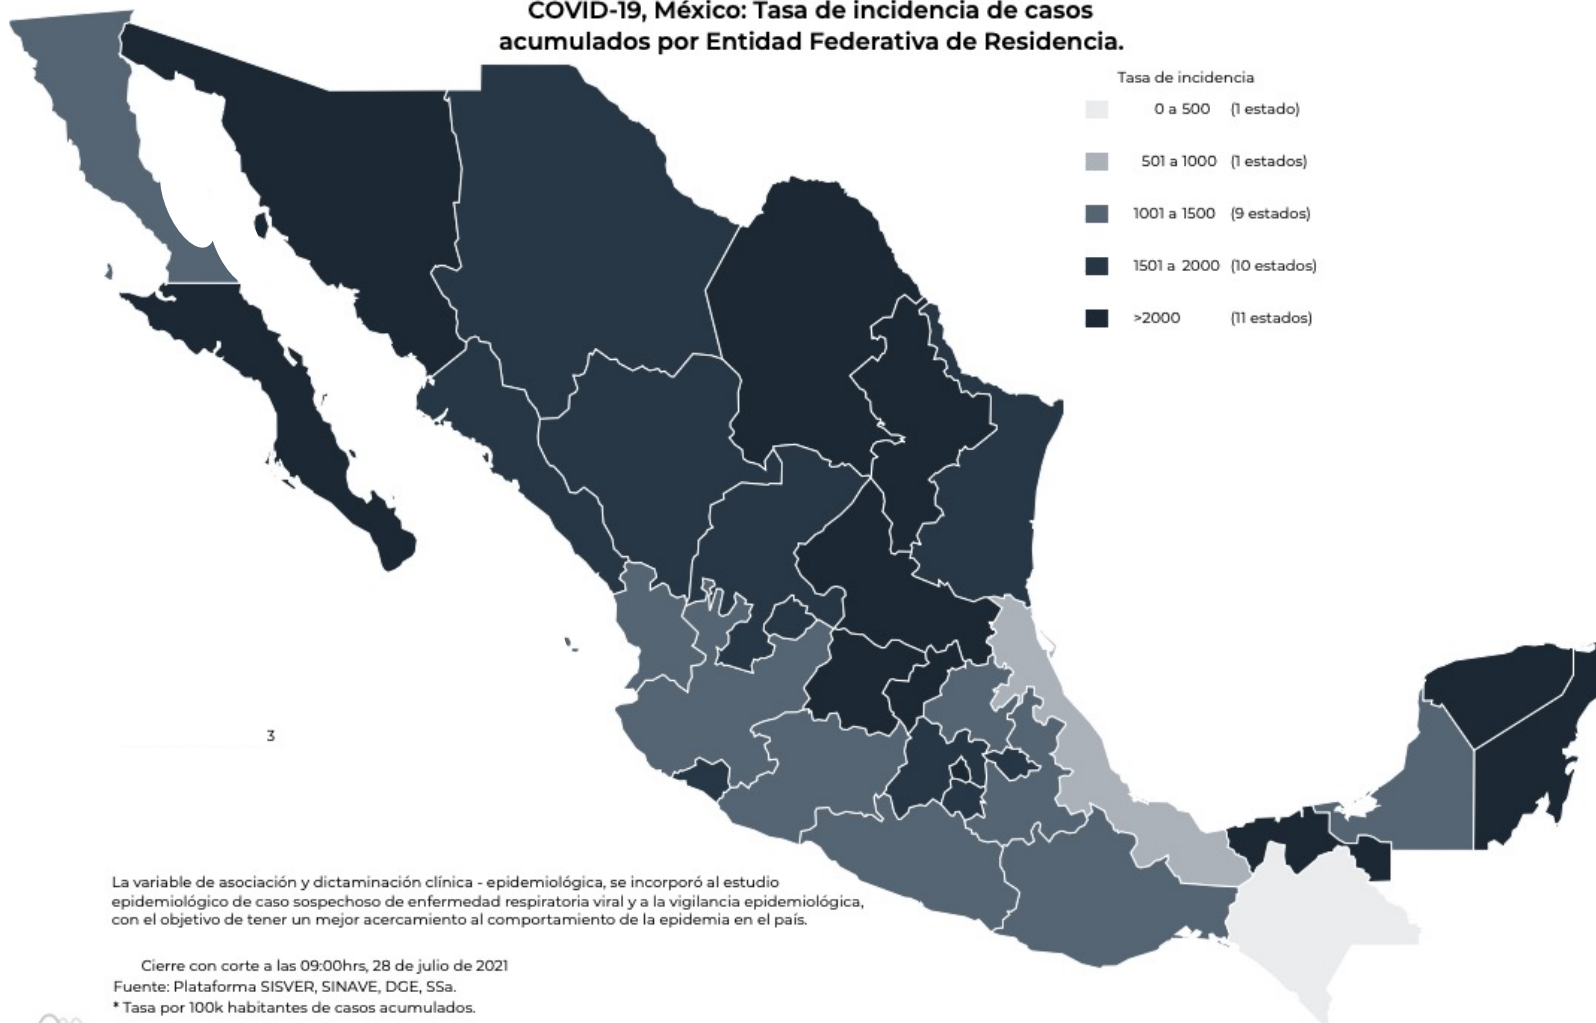 COVID-19, México: Tasa de incidencia de casos
acumulados por Entidad Federativa de Residencia.
Tasa de incidencia
0 a 500 (1 estado)
501 a 1000 (1 estados)
1001 a 1500 (9 estados)
1501 a 2000 (10 estados)
>2000 (11 estados)
3
La variable de asociación y dictaminación clínica - epidemiológica, se incorporó al estudio
epidemiológico de caso sospechoso de enfermedad respiratoria viral y a la vigilancia epidemiológica,
con el objetivo de tener un mejor acercamiento al comportamiento de la epidemia en el país.
Cierre con corte a las 09:00hrs, 28 de julio de 2021
Fuente: Plataforma SISVER, SINAVE, DGE, SSa.
* Tasa por 100k habitantes de casos acumulados.